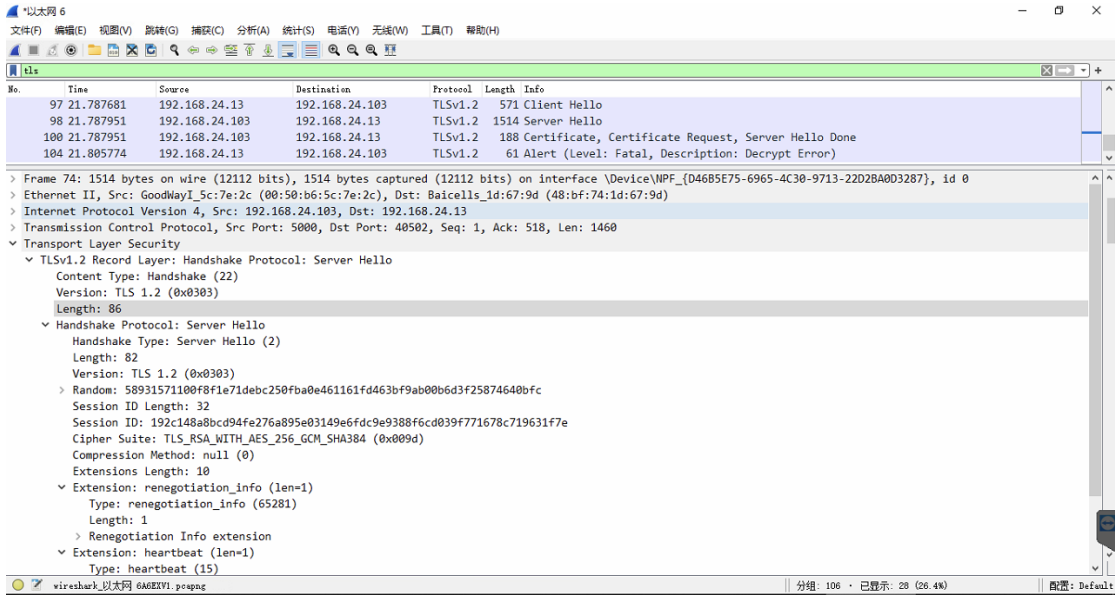 *以太网 6
文件(F) 编辑(E) 视图(V) 跳转(G) 捕获(C) 分析(A) 统计(S) 电话(Y) 无线(W) 工具(T) 帮助(H)
tls
No. Time Source Destination Protocol Length Info
97 21.787681 192.168.24.13 192.168.24.103 TLSv1.2 571 Client Hello
98 21.787951 192.168.24.103 192.168.24.13 TLSv1.2 1514 Server Hello
100 21.787951 192.168.24.103 192.168.24.13 TLSv1.2 188 Certificate, Certificate Request, Server Hello Done
104 21.805774 192.168.24.13 192.168.24.103 TLSv1.2 61 Alert (Level: Fatal, Description: Decrypt Error)
Frame 74: 1514 bytes on wire (12112 bits), 1514 bytes captured (12112 bits) on interface \Device\NPF_{D46B5E75-6965-4C30-9713-22D2BA0D3287}, id 0
Ethernet II, Src: GoodWayI_5c:7e:2c (00:50:b6:5c:7e:2c), Dst: Baicells_1d:67:9d (48:bf:74:1d:67:9d)
Internet Protocol Version 4, Src: 192.168.24.103, Dst: 192.168.24.13
Transmission Control Protocol, Src Port: 5000, Dst Port: 40502, Seq: 1, Ack: 518, Len: 1460
Transport Layer Security
TLSv1.2 Record Layer: Handshake Protocol: Server Hello
Content Type: Handshake (22)
Version: TLS 1.2 (0x0303)
Length: 86
Handshake Protocol: Server Hello
Handshake Type: Server Hello (2)
Length: 82
Version: TLS 1.2 (0x0303)
Random: 58931571100f8f1e71debc250fba0e461161fd463bf9ab00b6d3f25874640bfc
Session ID Length: 32
Session ID: 192c148a8bcd94fe276a895e03149e6fdc9e9388f6cd039f771678c719631f7e
Cipher Suite: TLS_RSA_WITH_AES_256_GCM_SHA384 (0x009d)
Compression Method: null (0)
Extensions Length: 10
Extension: renegotiation_info (len=1)
Type: renegotiation_info (65281)
Length: 1
Renegotiation Info extension
Extension: heartbeat (len=1)
Type: heartbeat (15)
wireshark_以太网 6A6EXV1.pcapng 分组: 106 · 已显示: 28 (26.4%) 配置: Default